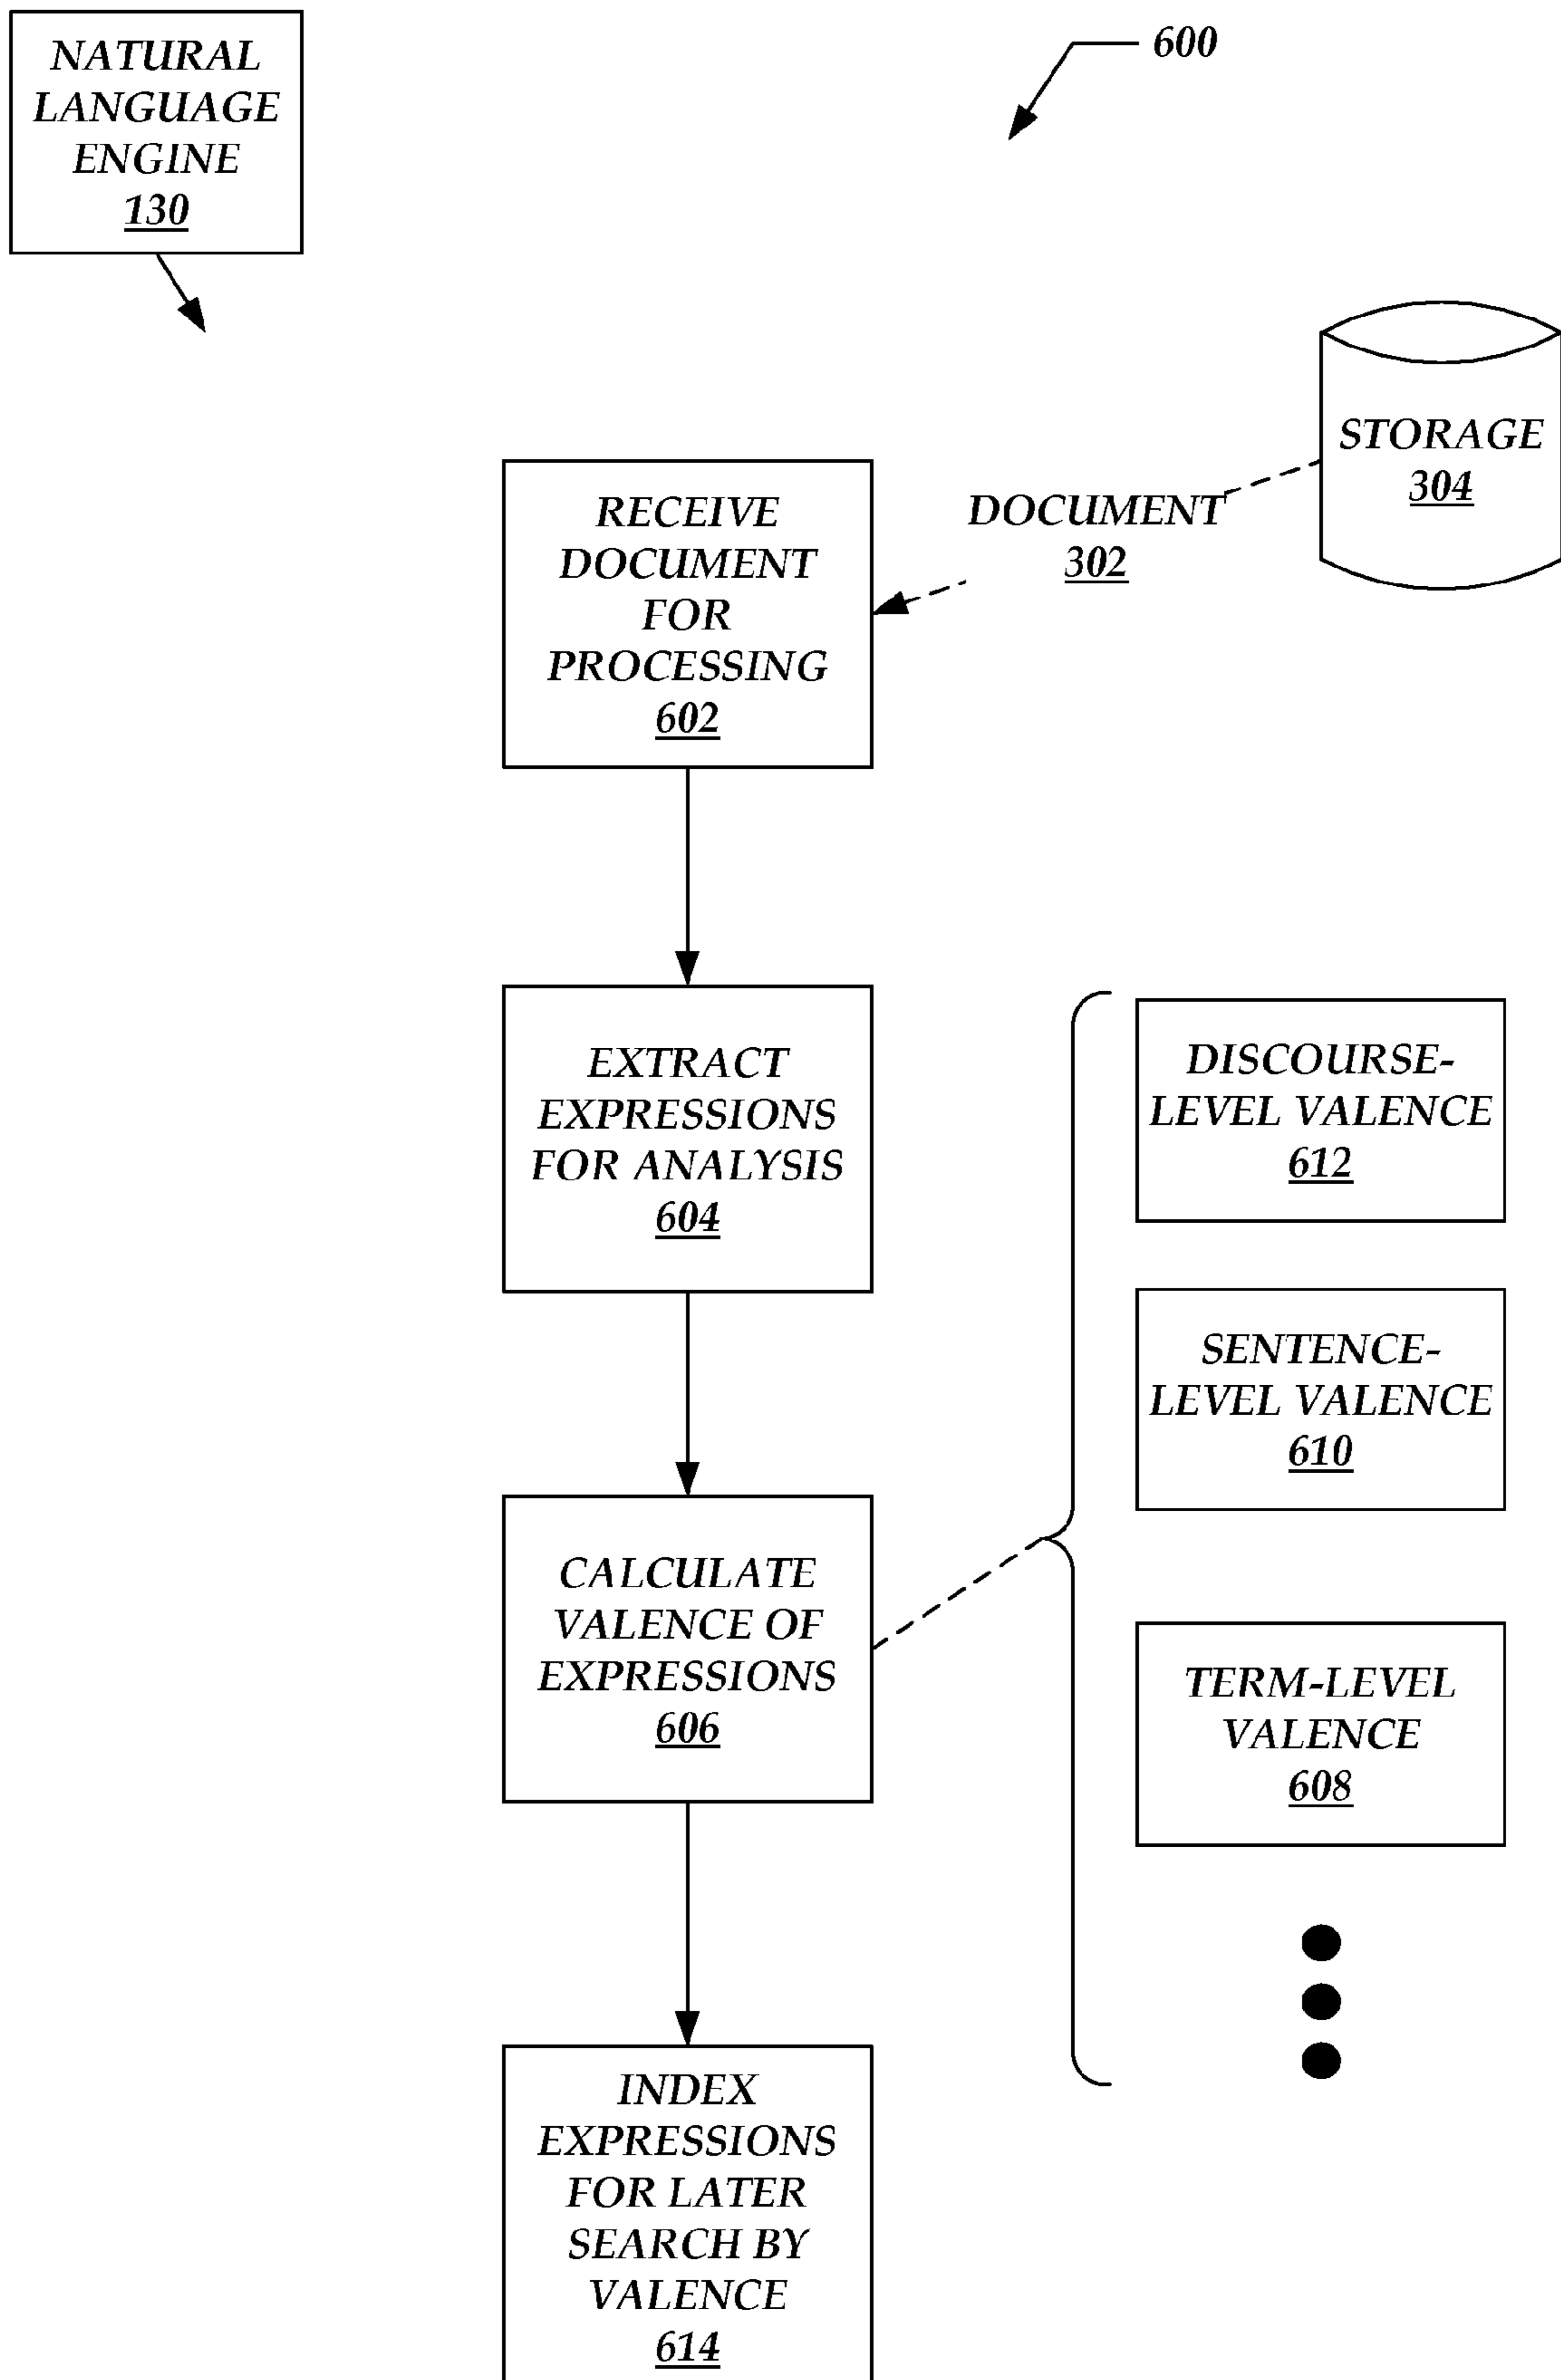 NATURAL
LANGUAGE
ENGINE
130
600
STORAGE
304
DOCUMENT
302
RECEIVE
DOCUMENT
FOR
PROCESSING
602
EXTRACT
EXPRESSIONS
FOR ANALYSIS
604
CALCULATE
VALENCE OF
EXPRESSIONS
606
DISCOURSE-
LEVEL VALENCE
612
SENTENCE-
LEVEL VALENCE
610
TERM-LEVEL
VALENCE
608
INDEX
EXPRESSIONS
FOR LATER
SEARCH BY
VALENCE
614